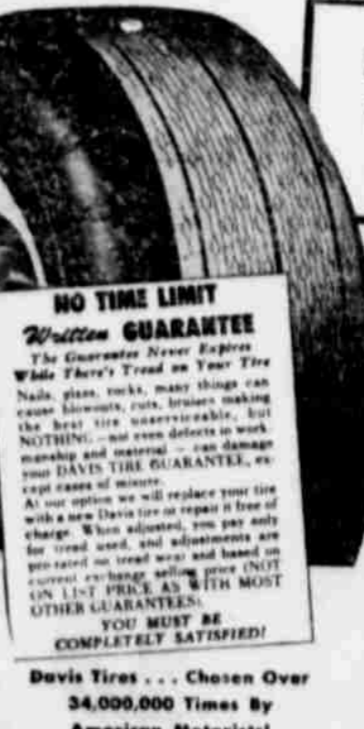 NO TIME LIMIT
Written GUARANTEE
The Guarantee Never Expires
While There's Tread on Your Tire
Nails, glass, rocks, many things can
cause blowouts, cuts, bruises making
the best tire unserviceable, but
NOTHING — not even defects in work-
manship and material — can damage
your DAVIS TIRE GUARANTEE, ex-
cept cases of misuse.
At our option we will replace your tire
with a new Davis tire or repair it free of
charge. When adjusted, you pay only
for tread used, and adjustments are
pro-rated on tread wear and based on
current exchange selling price (NOT
ON LIST PRICE AS WITH MOST
OTHER GUARANTEES).
YOU MUST BE
COMPLETELY SATISFIED!
Davis Tires . . . Chosen Over
34,000,000 Times By
American Motorists!